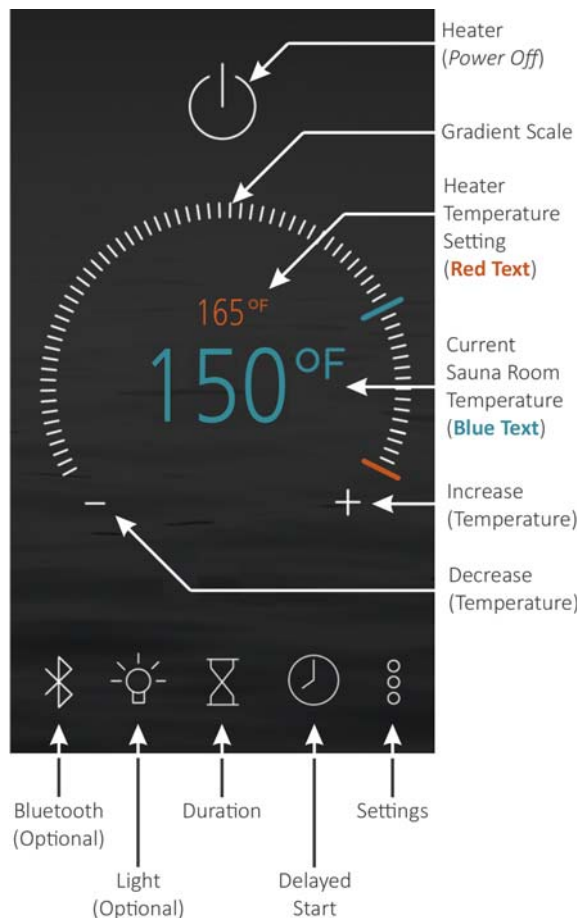 Heater
(Power Off)
Gradient Scale
Heater
Temperature
Setting
(Red Text)
165°F
150°F
Current
Sauna Room
Temperature
(Blue Text)
−
+
Increase
(Temperature)
Decrease
(Temperature)
Bluetooth
(Optional)
Duration
Settings
Light
(Optional)
Delayed
Start